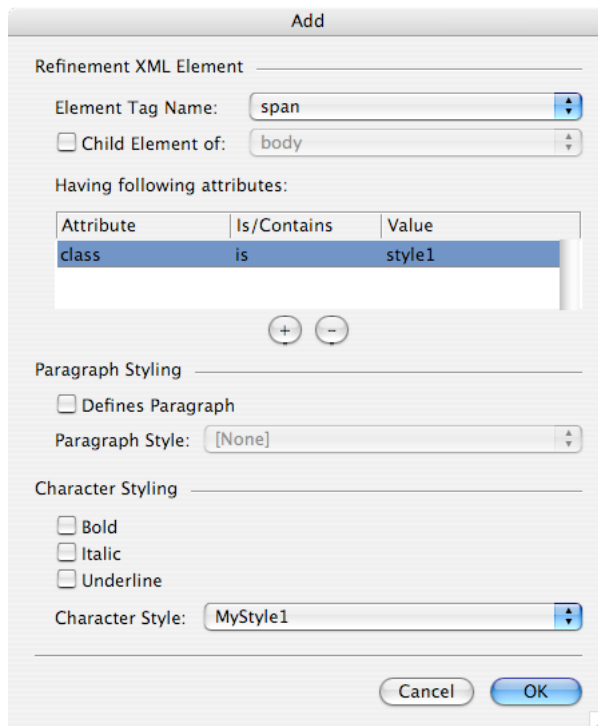 Add
Refinement XML Element
Element Tag Name: span
Child Element of: body
Having following attributes:
Attribute Is/Contains Value
class is style1
+ -
Paragraph Styling
Defines Paragraph
Paragraph Style: [None]
Character Styling
Bold
Italic
Underline
Character Style: MyStyle1
Cancel OK